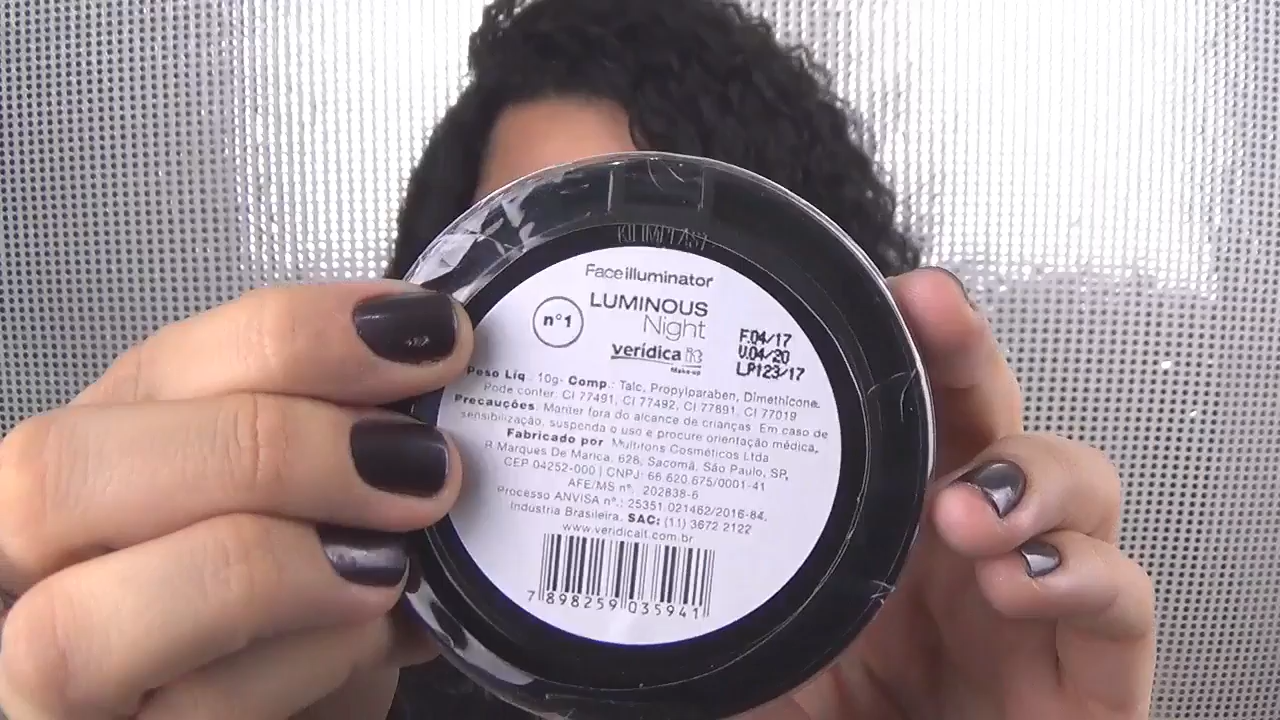 Face illuminator
LUMINOUS
Night
n°1
verídica it
Make-up
F.04/17
V.04/20
LP123/17
Peso Líq.: 10g- Comp.: Talc, Propylparaben, Dimethicone.
Pode conter: CI 77491, CI 77492, CI 77891, CI 77019
Precauções: Manter fora do alcance de crianças. Em caso de
sensibilização, suspenda o uso e procure orientação médica.
Fabricado por Multitons Cosméticos Ltda
R Marques De Marica, 626, Sacomã, São Paulo, SP,
CEP 04252-000 | CNPJ: 66.620.675/0001-41
AFE/MS nº. 202838-6
Processo ANVISA nº.: 25351.021462/2016-84.
Indústria Brasileira. SAC: (11) 3672 2122
www.veridicait.com.br
7 898259 035941